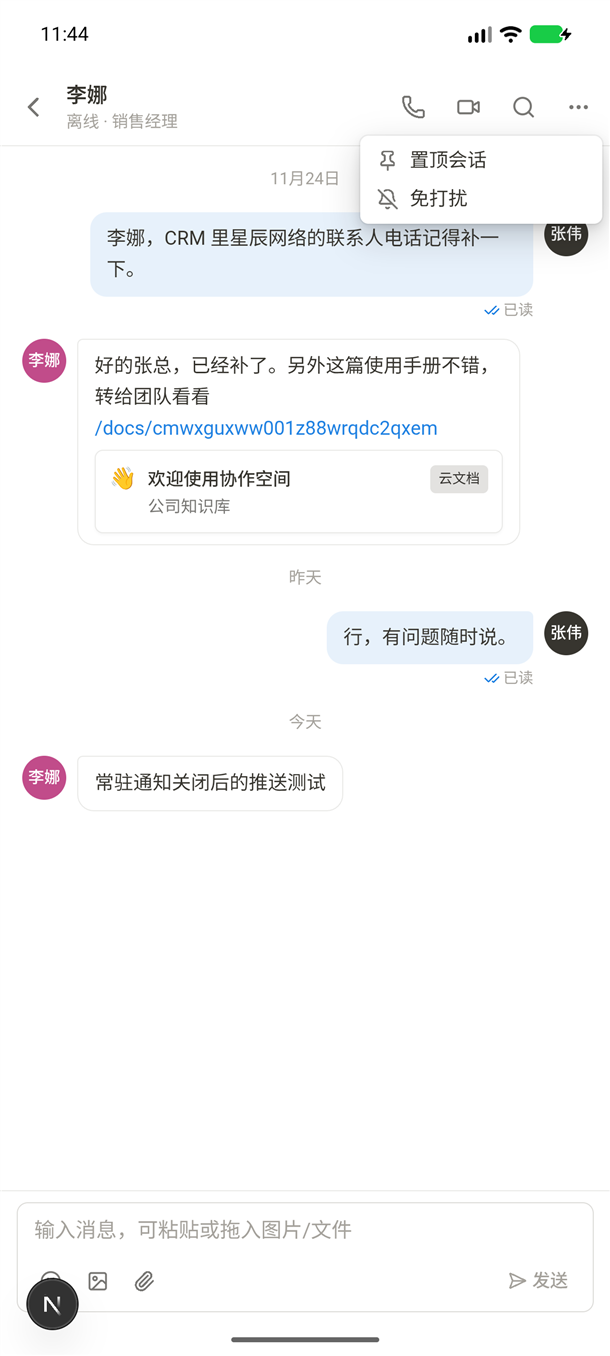 11:44
李娜
离线 · 销售经理
置顶会话
免打扰
11月24日
李娜，CRM 里星辰网络的联系人电话记得补一
下。
张伟
已读
李娜
好的张总，已经补了。另外这篇使用手册不错，
转给团队看看
/docs/cmwxguxww001z88wrqdc2qxem
欢迎使用协作空间
云文档
公司知识库
昨天
行，有问题随时说。
张伟
已读
今天
李娜
常驻通知关闭后的推送测试
输入消息，可粘贴或拖入图片/文件
发送
N